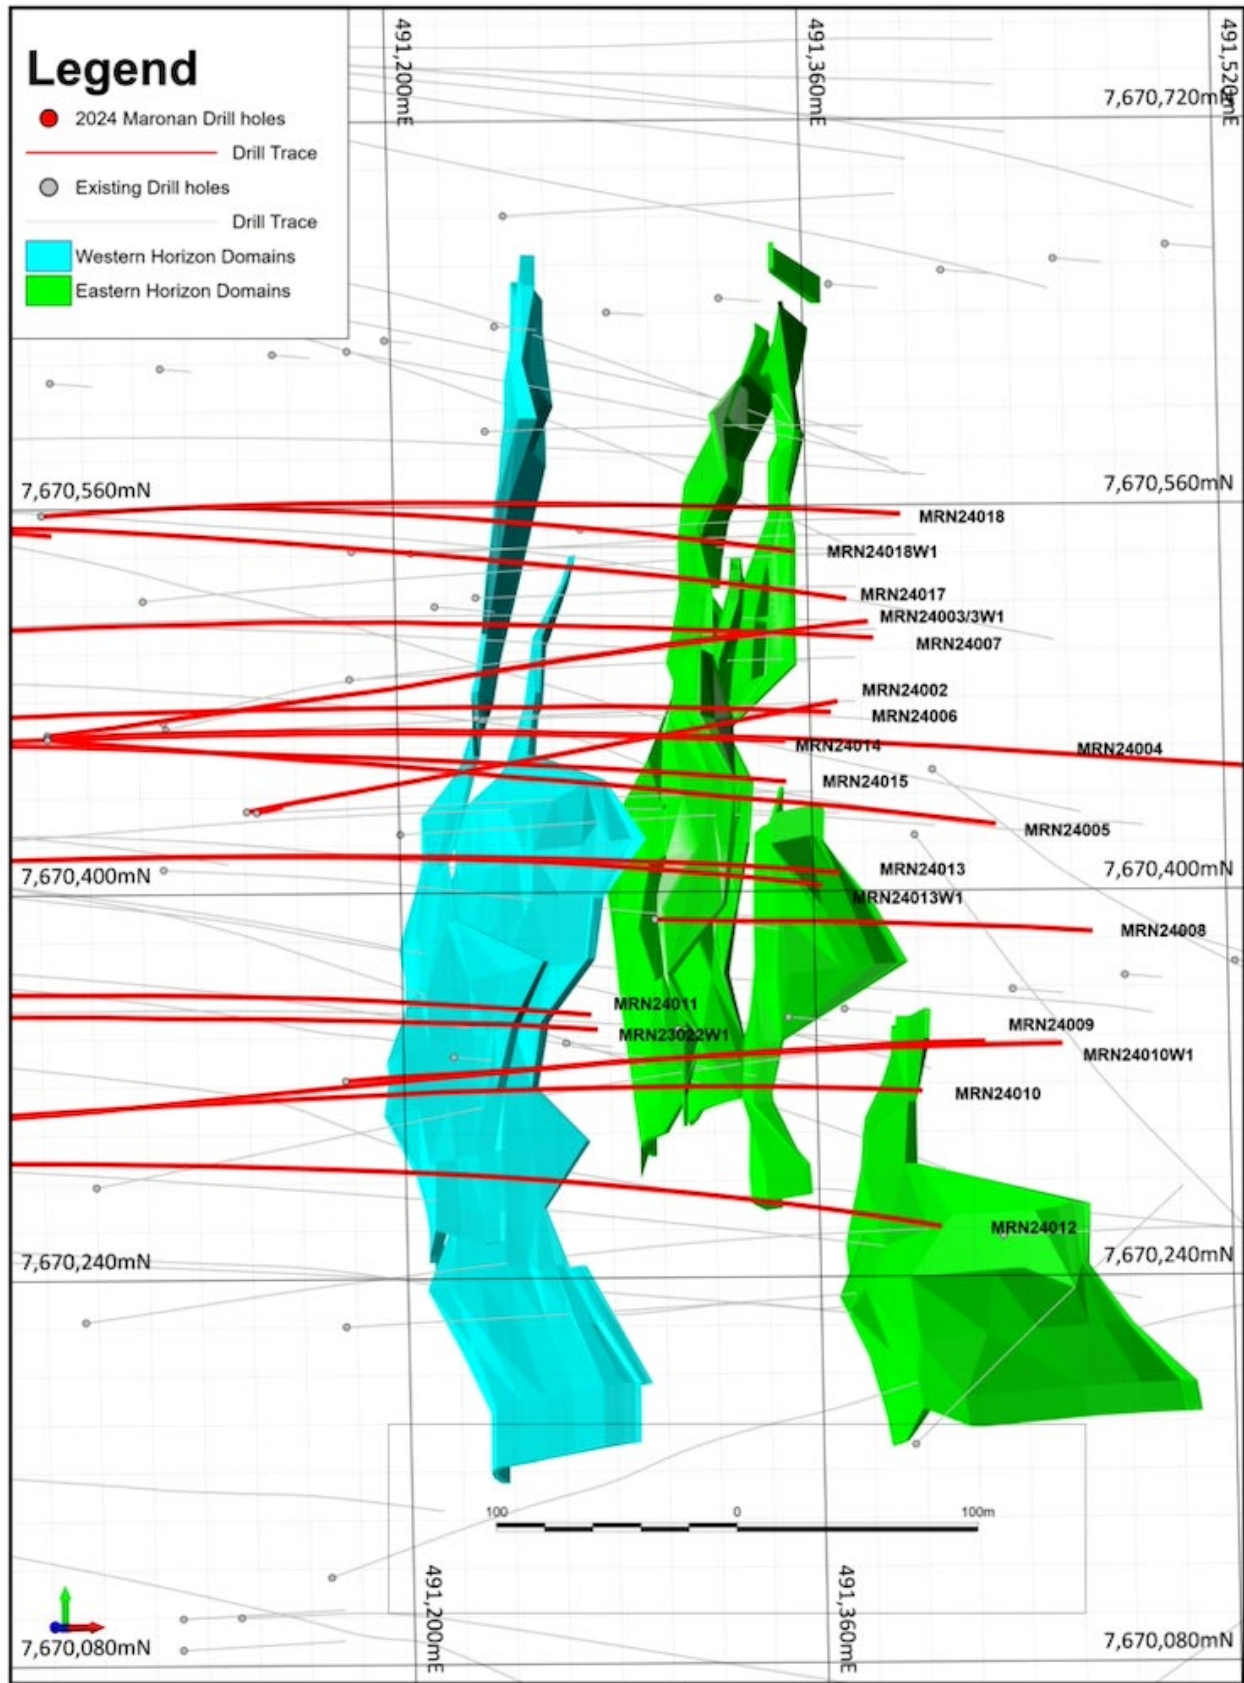 Legend
2024 Maronan Drill holes
Drill Trace
Existing Drill holes
Drill Trace
Western Horizon Domains
Eastern Horizon Domains
491,200mE
491,360mE
491,520mE
7,670,720mN
7,670,560mN
7,670,560mN
MRN24018
MRN24018W1
MRN24017
MRN24003/3W1
MRN24007
MRN24002
MRN24006
MRN24014
MRN24004
MRN24015
MRN24005
MRN24013
7,670,400mN
7,670,400mN
MRN24013W1
MRN24008
MRN24011
MRN24009
MRN23022W1
MRN24010W1
MRN24010
MRN24012
7,670,240mN
7,670,240mN
100
0
100m
491,200mE
491,360mE
7,670,080mN
7,670,080mN